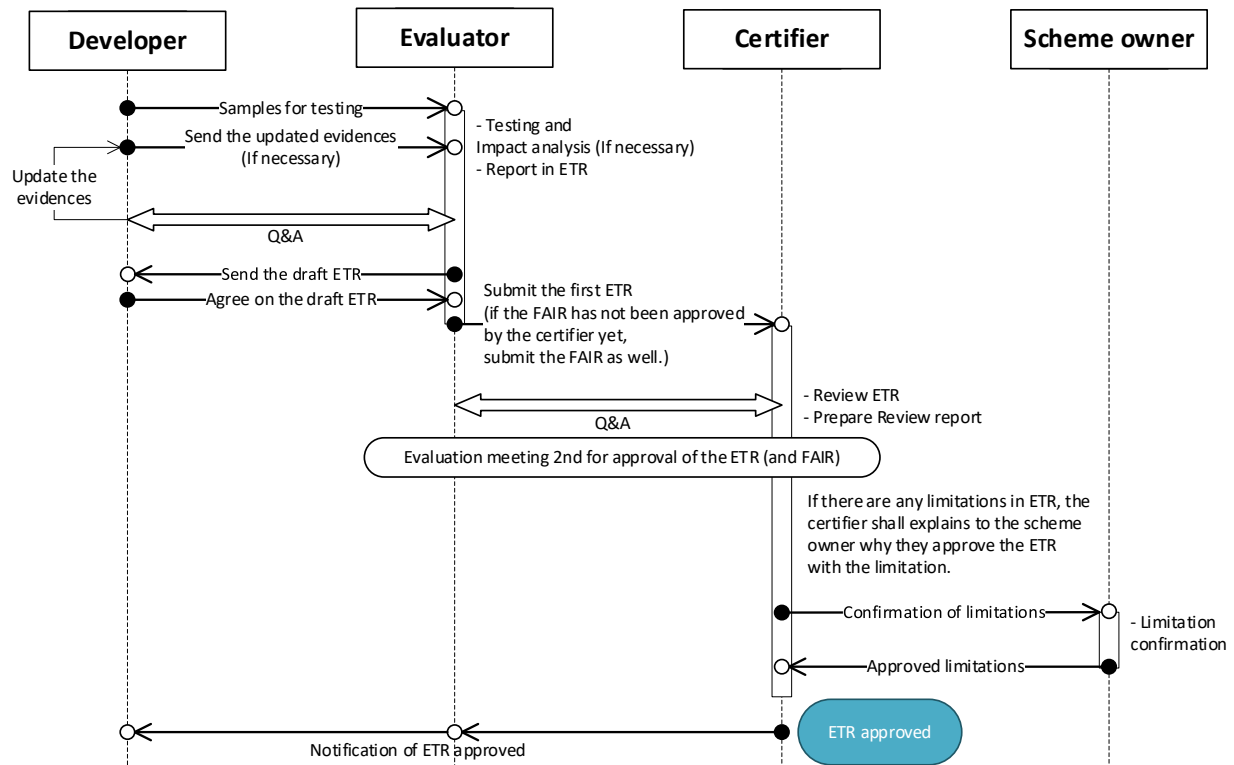 Developer
Evaluator
Certifier
Scheme owner
Samples for testing
Send the updated evidences
(If necessary)
- Testing and
Impact analysis (If necessary)
- Report in ETR
Update the
evidences
Q&A
Send the draft ETR
Agree on the draft ETR
Submit the first ETR
(if the FAIR has not been approved
by the certifier yet,
submit the FAIR as well.)
- Review ETR
- Prepare Review report
Q&A
Evaluation meeting 2nd for approval of the ETR (and FAIR)
If there are any limitations in ETR, the
certifier shall explains to the scheme
owner why they approve the ETR
with the limitation.
Confirmation of limitations
- Limitation
confirmation
Approved limitations
ETR approved
Notification of ETR approved